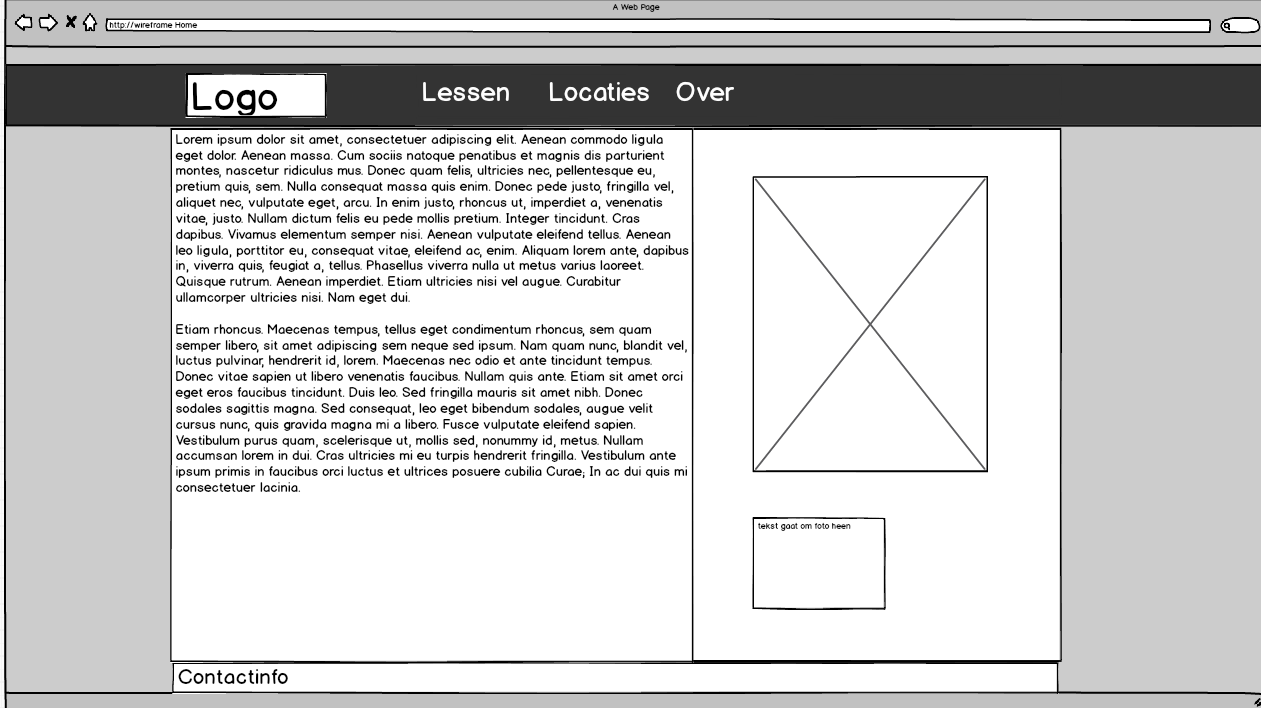 A Web Page
http://wireframe Home
Logo
Lessen
Locaties
Over
Lorem ipsum dolor sit amet, consectetuer adipiscing elit. Aenean commodo ligula
eget dolor. Aenean massa. Cum sociis natoque penatibus et magnis dis parturient
montes, nascetur ridiculus mus. Donec quam felis, ultricies nec, pellentesque eu,
pretium quis, sem. Nulla consequat massa quis enim. Donec pede justo, fringilla vel,
aliquet nec, vulputate eget, arcu. In enim justo, rhoncus ut, imperdiet a, venenatis
vitae, justo. Nullam dictum felis eu pede mollis pretium. Integer tincidunt. Cras
dapibus. Vivamus elementum semper nisi. Aenean vulputate eleifend tellus. Aenean
leo ligula, porttitor eu, consequat vitae, eleifend ac, enim. Aliquam lorem ante, dapibus
in, viverra quis, feugiat a, tellus. Phasellus viverra nulla ut metus varius laoreet.
Quisque rutrum. Aenean imperdiet. Etiam ultricies nisi vel augue. Curabitur
ullamcorper ultricies nisi. Nam eget dui.
Etiam rhoncus. Maecenas tempus, tellus eget condimentum rhoncus, sem quam
semper libero, sit amet adipiscing sem neque sed ipsum. Nam quam nunc, blandit vel,
luctus pulvinar, hendrerit id, lorem. Maecenas nec odio et ante tincidunt tempus.
Donec vitae sapien ut libero venenatis faucibus. Nullam quis ante. Etiam sit amet orci
eget eros faucibus tincidunt. Duis leo. Sed fringilla mauris sit amet nibh. Donec
sodales sagittis magna. Sed consequat, leo eget bibendum sodales, augue velit
cursus nunc, quis gravida magna mi a libero. Fusce vulputate eleifend sapien.
Vestibulum purus quam, scelerisque ut, mollis sed, nonummy id, metus. Nullam
accumsan lorem in dui. Cras ultricies mi eu turpis hendrerit fringilla. Vestibulum ante
ipsum primis in faucibus orci luctus et ultrices posuere cubilia Curae; In ac dui quis mi
consectetuer lacinia.
tekst gaat om foto heen
Contactinfo